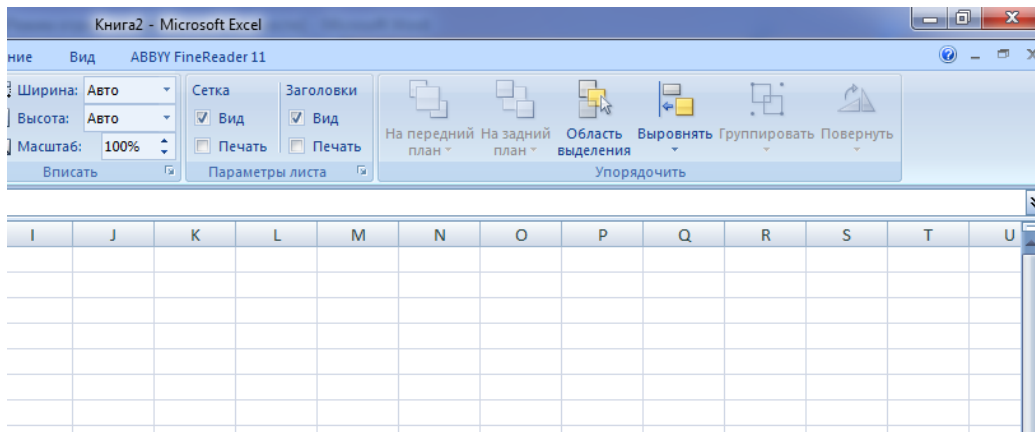 Книга2 - Microsoft Excel
ние Вид ABBYY FineReader 11
Ширина: Авто Сетка Заголовки
Высота: Авто Вид Вид На передний план На задний план Область выделения Выровнять Группировать Повернуть
Масштаб: 100% Печать Печать
Вписать Параметры листа Упорядочить
I J K L M N O P Q R S T U